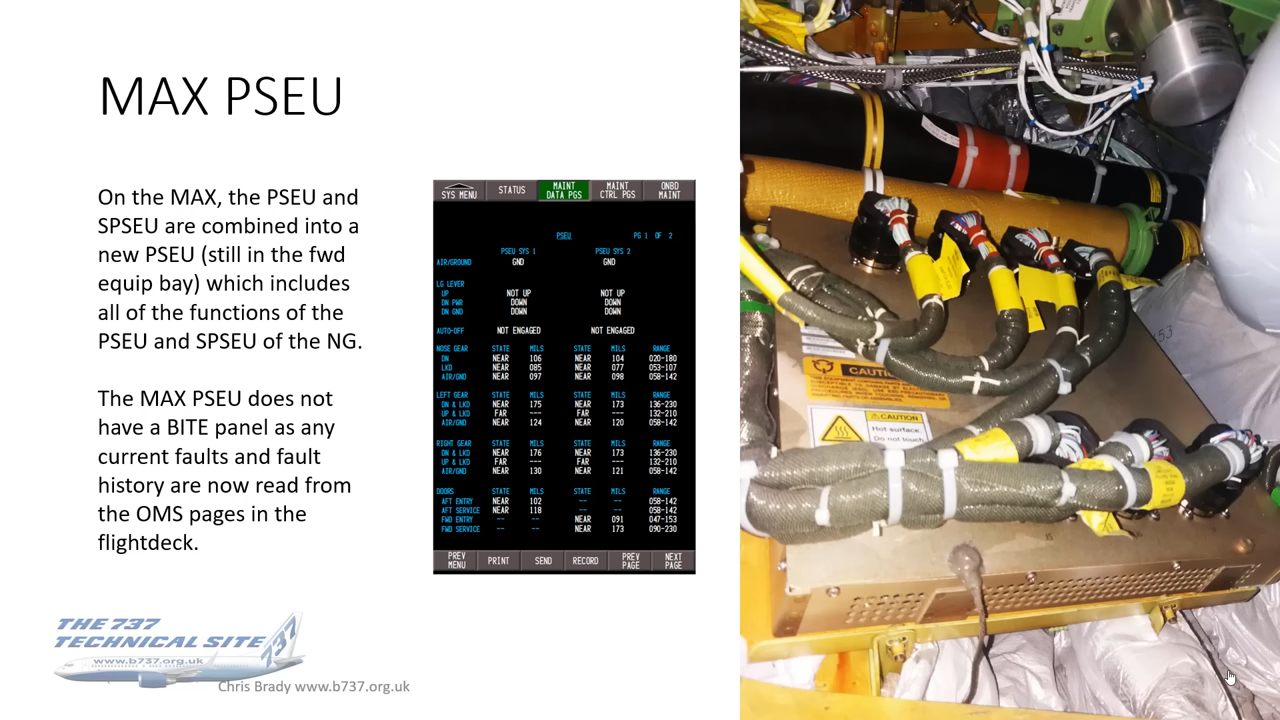 MAX PSEU
On the MAX, the PSEU and
SPSEU are combined into a
new PSEU (still in the fwd
equip bay) which includes
all of the functions of the
PSEU and SPSEU of the NG.
The MAX PSEU does not
have a BITE panel as any
current faults and fault
history are now read from
the OMS pages in the
flightdeck.
SYS MENU STATUS MAINT DATA PGS MAINT CTRL PGS ONBD MAINT
PSEU PG 1 OF 2
PSEU SYS 1 PSEU SYS 2
AIR/GROUND GND GND
LG LEVER
UP NOT UP NOT UP
DN PWR DOWN DOWN
DN GND DOWN DOWN
AUTO-OFF NOT ENGAGED NOT ENGAGED
NOSE GEAR STATE MILS STATE MILS RANGE
DN NEAR 106 NEAR 104 020-180
LKD NEAR 085 NEAR 077 053-107
AIR/GND NEAR 097 NEAR 098 058-142
LEFT GEAR STATE MILS STATE MILS RANGE
DN & LKD NEAR 175 NEAR 173 136-230
UP & LKD FAR --- FAR --- 132-210
AIR/GND NEAR 124 NEAR 120 058-142
RIGHT GEAR STATE MILS STATE MILS RANGE
DN & LKD NEAR 176 NEAR 173 136-230
UP & LKD FAR --- FAR --- 132-210
AIR/GND NEAR 130 NEAR 121 058-142
DOORS STATE MILS STATE MILS RANGE
AFT ENTRY NEAR 102 -- -- 058-142
AFT SERVICE NEAR 118 -- -- 058-142
FWD ENTRY -- -- NEAR 091 047-153
FWD SERVICE -- -- NEAR 173 090-230
PREV MENU PRINT SEND RECORD PREV PAGE NEXT PAGE
THE 737
TECHNICAL SITE
737
www.b737.org.uk
Chris Brady www.b737.org.uk
CAUTION
Hot surface.
Do not touch